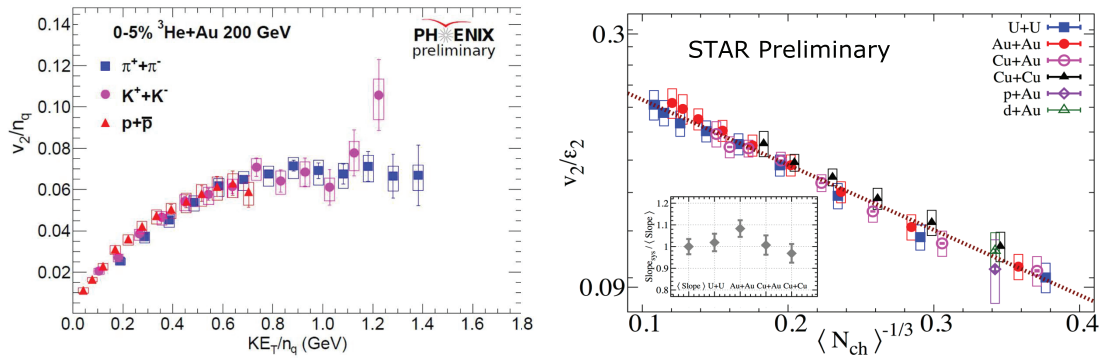 0-5% ³He+Au 200 GeV
PHENIX
preliminary
π⁺+π⁻
K⁺+K⁻
p+p̄
v₂/n_q
0.14
0.12
0.10
0.08
0.06
0.04
0.02
0.00
0.0 0.2 0.4 0.6 0.8 1.0 1.2 1.4 1.6 1.8
KE_T/n_q (GeV)
STAR Preliminary
U+U
Au+Au
Cu+Au
Cu+Cu
p+Au
d+Au
v₂/ε₂
0.3
0.09
Slope_sys/⟨Slope⟩
1.2
1.1
1
0.9
0.8
⟨Slope⟩ U+U Au+Au Cu+Au Cu+Cu
0.1 0.2 0.3 0.4
⟨N_ch⟩^-1/3